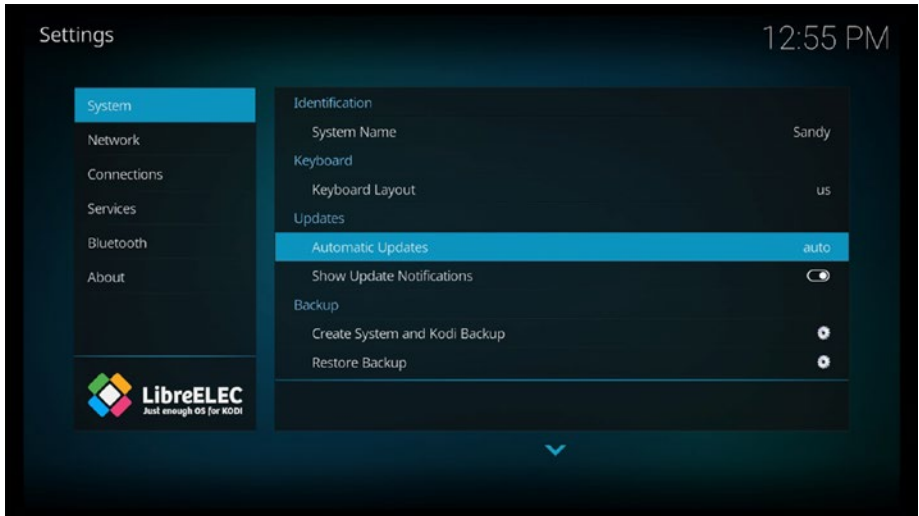 Settings
12:55 PM
System
Network
Connections
Services
Bluetooth
About
LibreELEC
Just enough OS for KODI
Identification
System Name Sandy
Keyboard
Keyboard Layout us
Updates
Automatic Updates auto
Show Update Notifications
Backup
Create System and Kodi Backup
Restore Backup